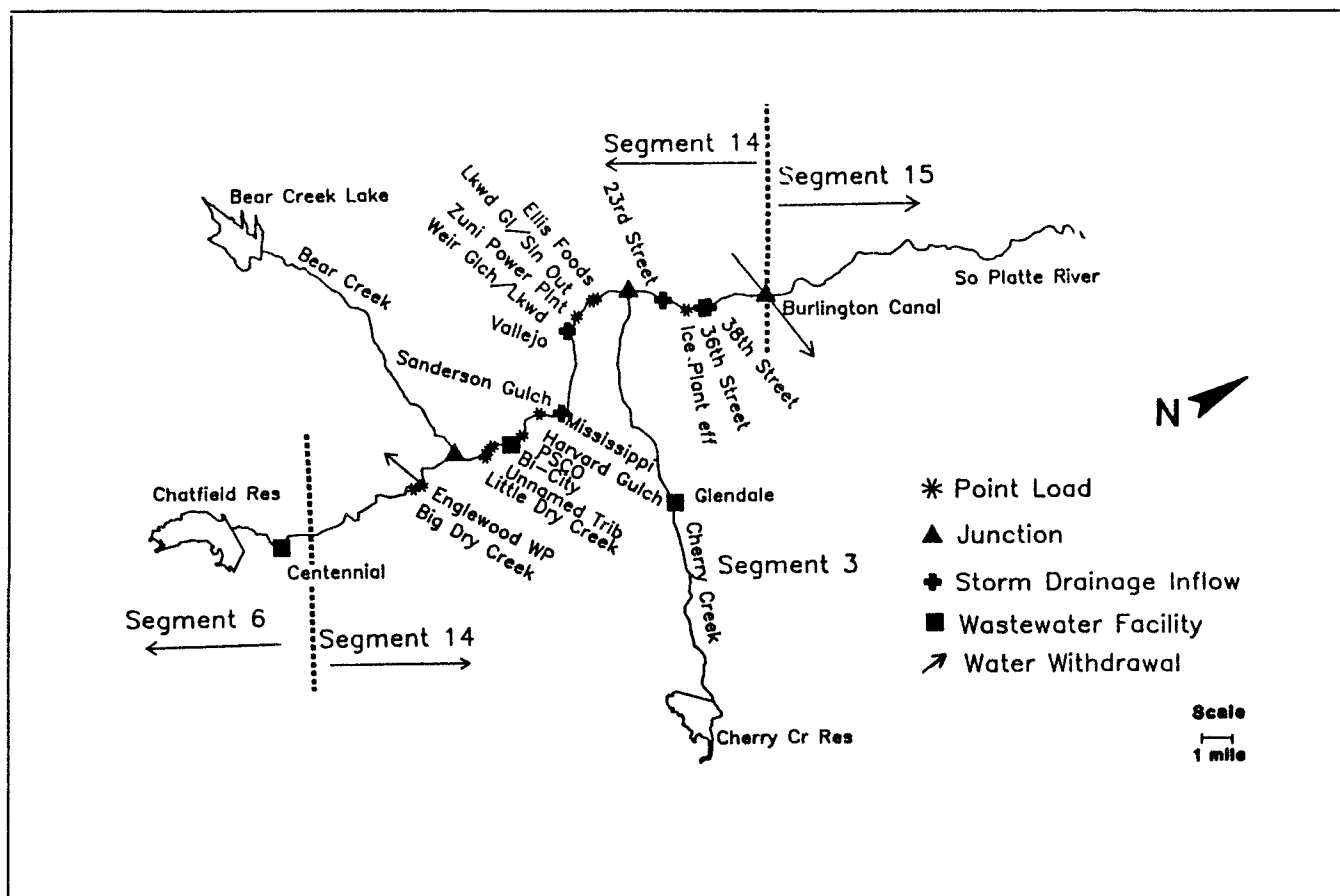 Segment 14
Segment 15
Bear Creek Lake
Bear Creek
Lkwd Gl/Sln Out
Ellis Foods
Zuni Power Plnt
Weir Glch/Lkwd
Vallejo
23rd Street
So Platte River
Burlington Canal
38th Street
36th Street
Ice Plant eff
Sanderson Gulch
Mississippi
Harvard Gulch
PSCO
Bi-City
Unnamed Trib
Little Dry Creek
Englewood WP
Big Dry Creek
Chatfield Res
Centennial
Segment 6
Segment 14
Glendale
Cherry Creek
Segment 3
Cherry Cr Res
N
Point Load
Junction
Storm Drainage Inflow
Wastewater Facility
Water Withdrawal
Scale
1 mile